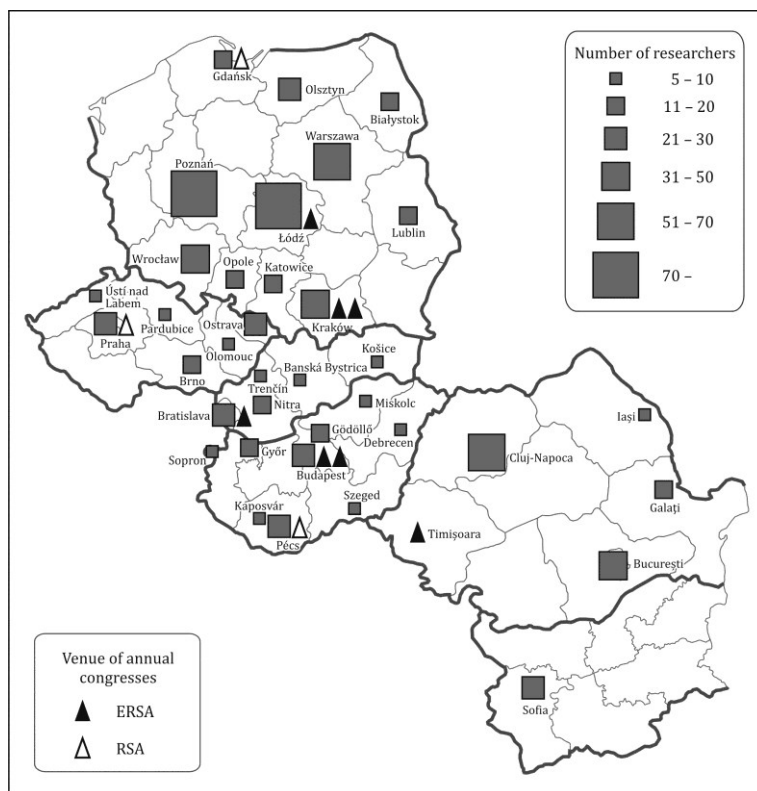 Number of researchers
5 – 10
11 – 20
21 – 30
31 – 50
51 – 70
70 –
Gdańsk
Olsztyn
Białystok
Warszawa
Poznań
Łódź
Lublin
Wrocław
Opole
Katowice
Kraków
Ústí nad
Labem
Praha
Pardubice
Ostrava
Olomouc
Brno
Košice
Banská Bystrica
Trenčín
Nitra
Bratislava
Miskolc
Gödöllő
Debrecen
Sopron
Győr
Budapest
Kaposvár
Szeged
Pécs
Iași
Cluj-Napoca
Galați
Timișoara
București
Sofia
Venue of annual
congresses
ERSA
RSA